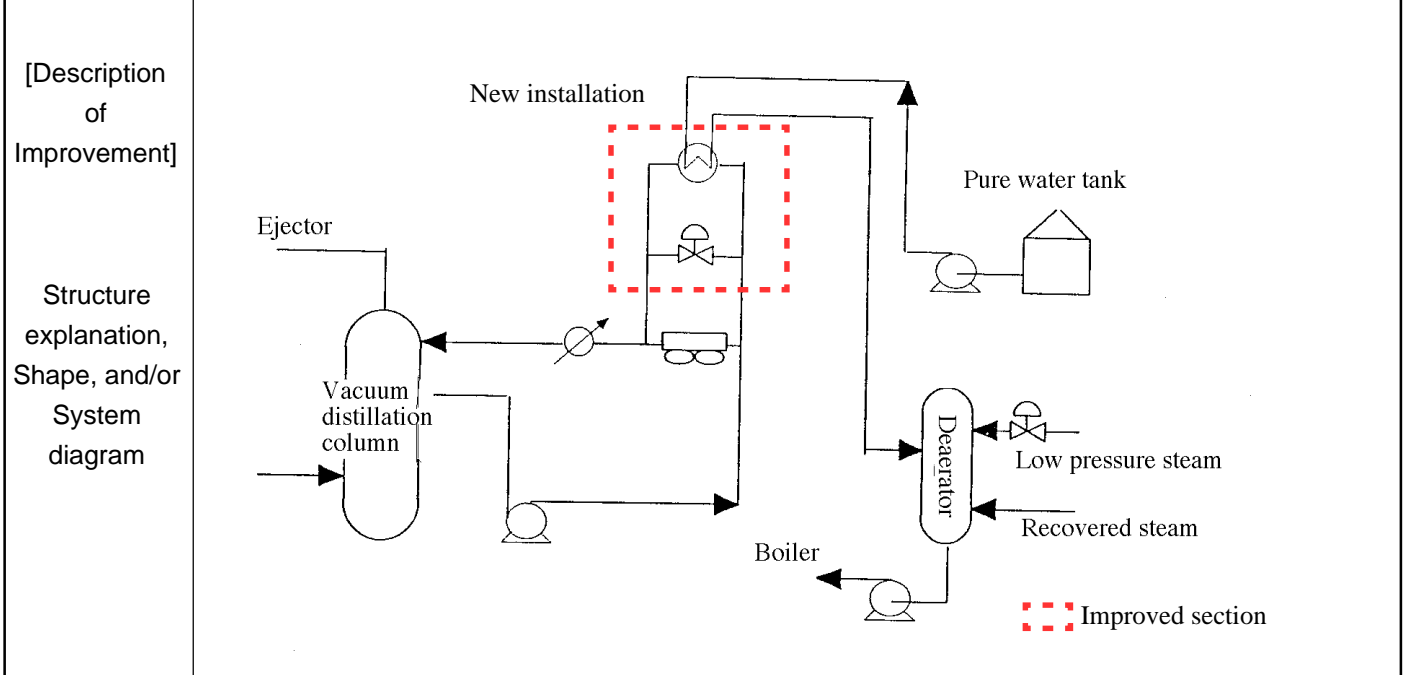 [Description
of
Improvement]
Structure
explanation,
Shape, and/or
System
diagram
New installation
Pure water tank
Ejector
Vacuum
distillation
column
Deaerator
Low pressure steam
Recovered steam
Boiler
Improved section